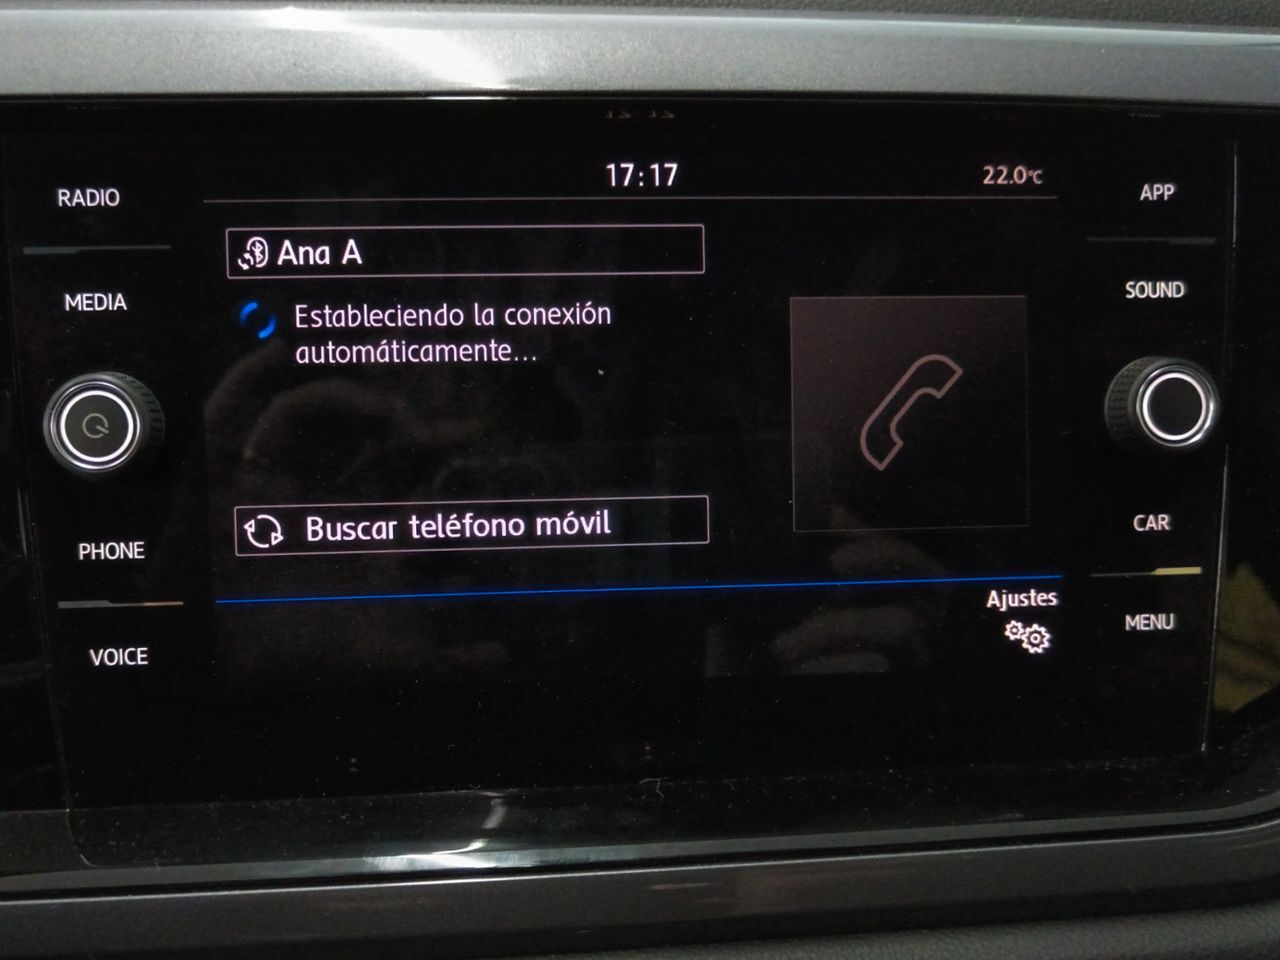 17:17
22.0°C
RADIO
MEDIA
PHONE
VOICE
Ana A
Estableciendo la conexión
automáticamente...
Buscar teléfono móvil
Ajustes
APP
SOUND
CAR
MENU